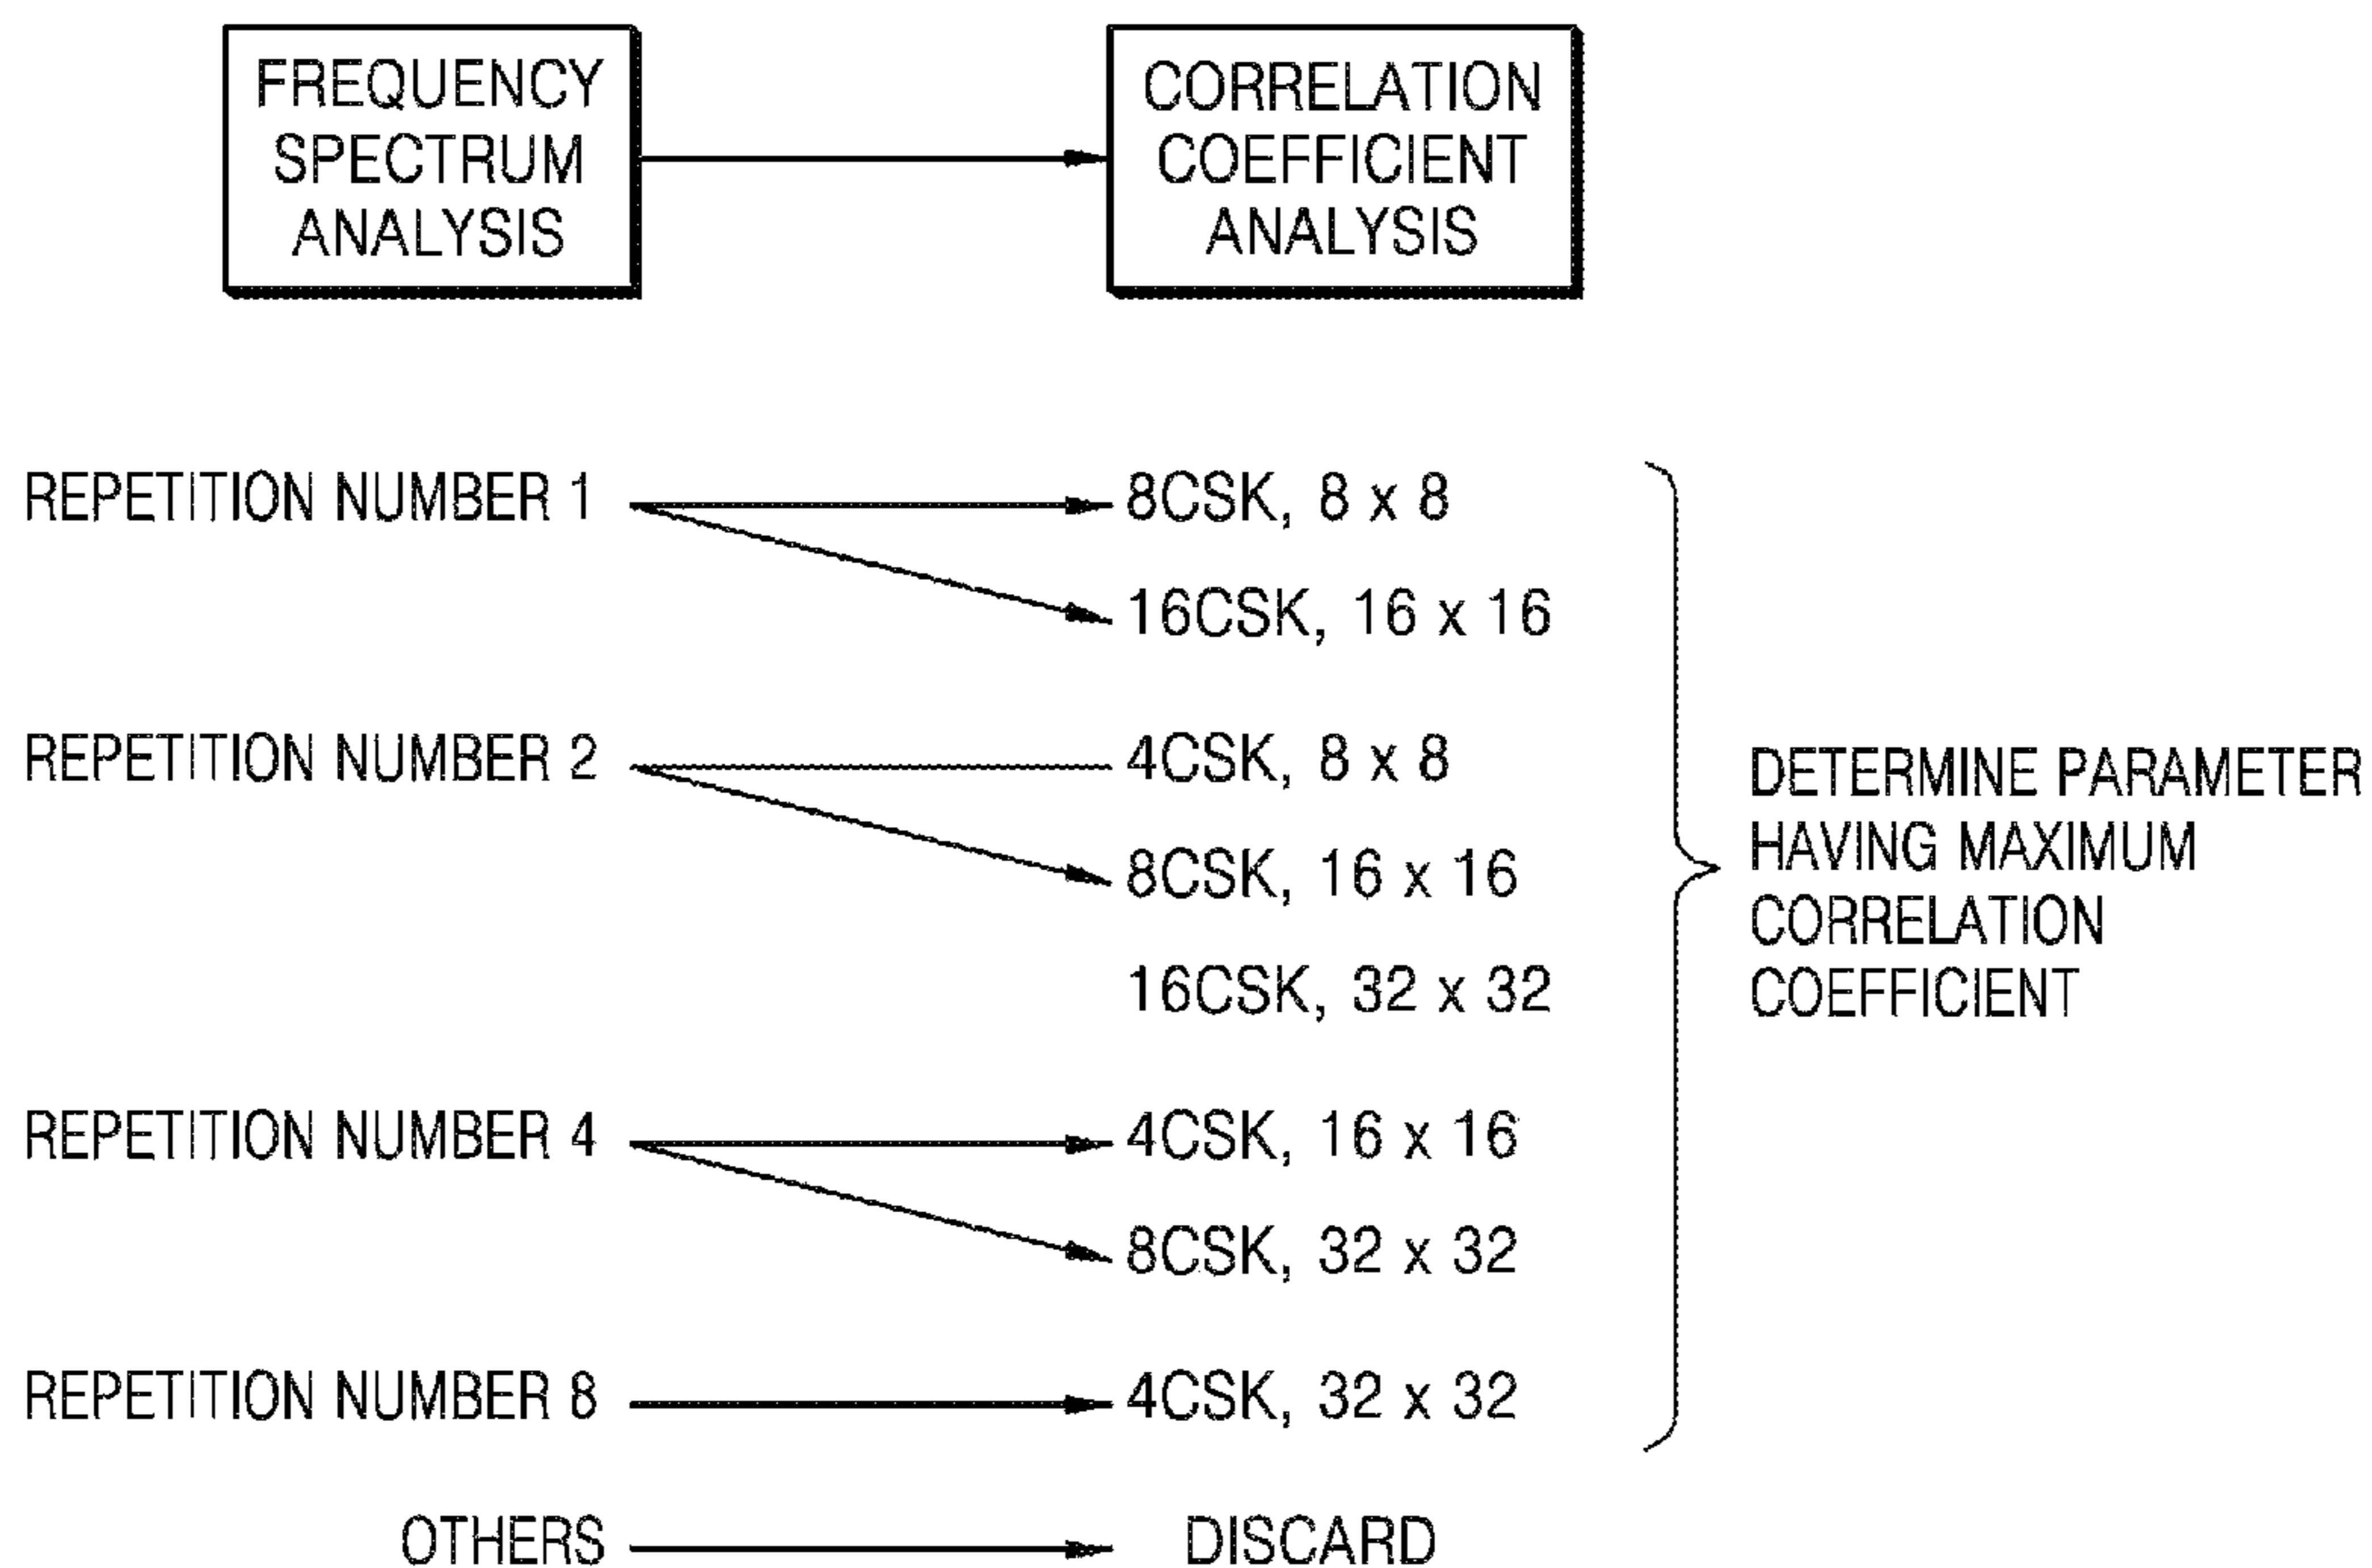 FREQUENCY
SPECTRUM
ANALYSIS
CORRELATION
COEFFICIENT
ANALYSIS
REPETITION NUMBER 1
8CSK, 8 x 8
16CSK, 16 x 16
REPETITION NUMBER 2
4CSK, 8 x 8
8CSK, 16 x 16
16CSK, 32 x 32
REPETITION NUMBER 4
4CSK, 16 x 16
8CSK, 32 x 32
REPETITION NUMBER 8
4CSK, 32 x 32
OTHERS
DISCARD
DETERMINE PARAMETER
HAVING MAXIMUM
CORRELATION
COEFFICIENT